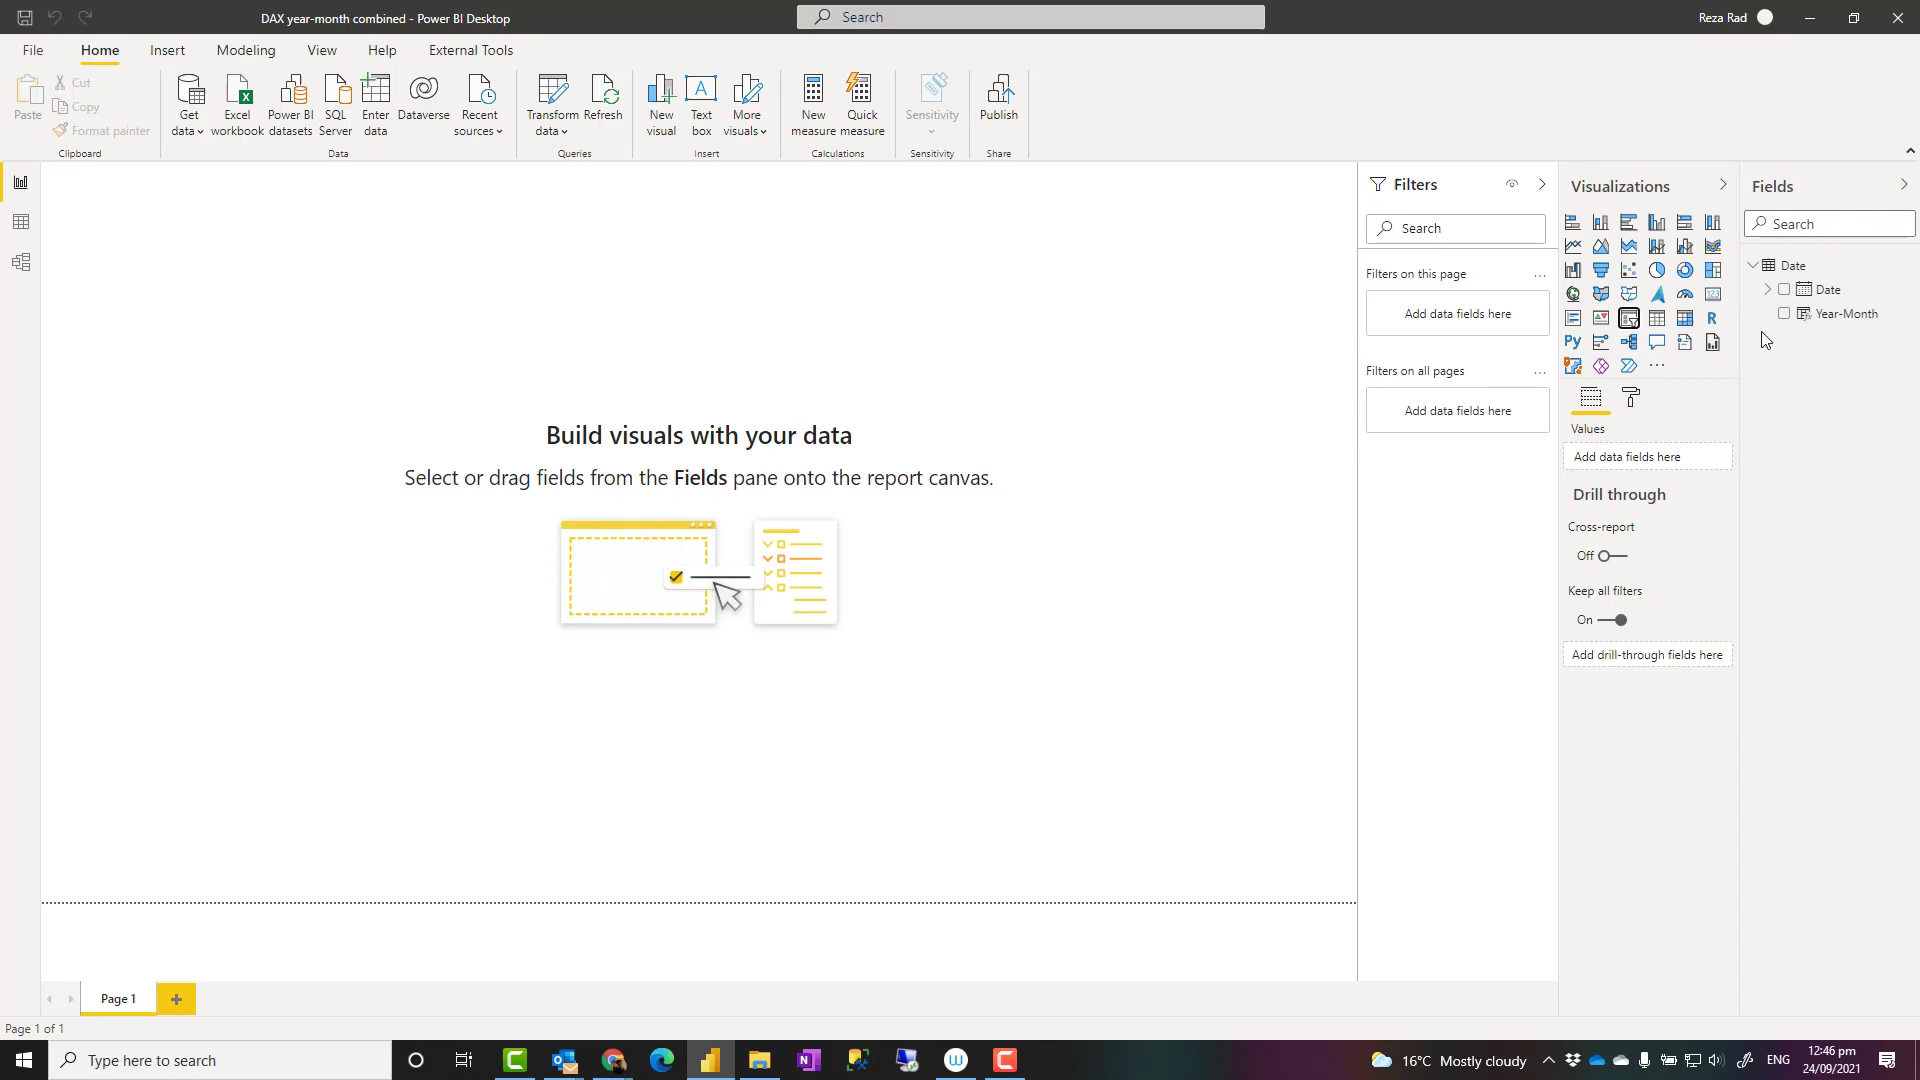 DAX year-month combined - Power BI Desktop
Search
Reza Rad
File
Home
Insert
Modeling
View
Help
External Tools
Paste
Cut
Copy
Format painter
Clipboard
Get data
Excel workbook
Power BI datasets
SQL Server
Enter data
Dataverse
Recent sources
Data
Transform data
Refresh
Queries
New visual
Text box
More visuals
Insert
New measure
Quick measure
Calculations
Sensitivity
Sensitivity
Publish
Share
Build visuals with your data
Select or drag fields from the Fields pane onto the report canvas.
Filters
Search
Filters on this page
...
Add data fields here
Filters on all pages
...
Add data fields here
Visualizations
123
R
Py
...
Values
Add data fields here
Drill through
Cross-report
Off
Keep all filters
On
Add drill-through fields here
Fields
Search
Date
Date
Year-Month
Page 1
Page 1 of 1
Type here to search
16°C Mostly cloudy
ENG
12:46 pm
24/09/2021